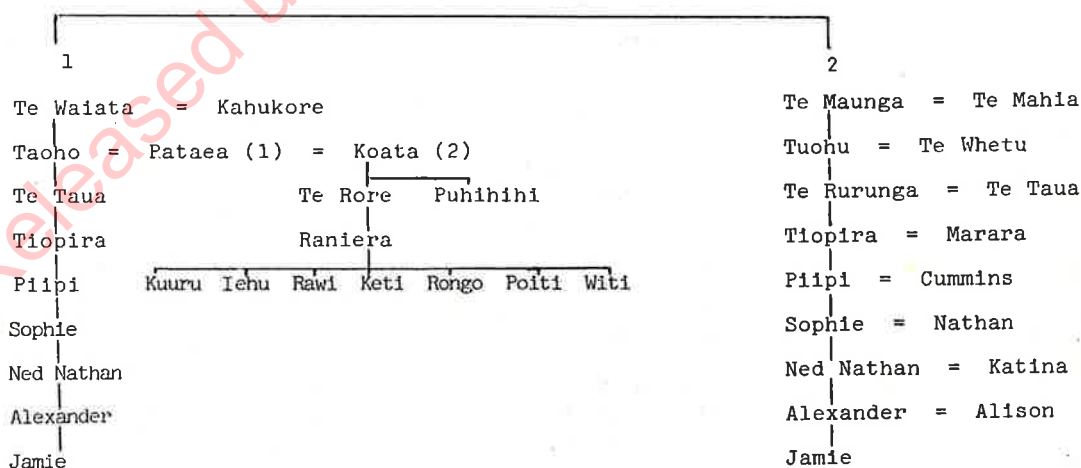 1
Te Waiata = Kahukore
Taoho = Pataea (1) = Koata (2)
Te Taua Te Rore Puhihihi
Tiopira Raniera
Piipi Kuuru Iehu Rawi Keti Rongo Poiti Witi
Sophie
Ned Nathan
Alexander
Jamie
2
Te Maunga = Te Mahia
Tuohu = Te Whetu
Te Rurunga = Te Taua
Tiopira = Marara
Piipi = Cummins
Sophie = Nathan
Ned Nathan = Katina
Alexander = Alison
Jamie
Released